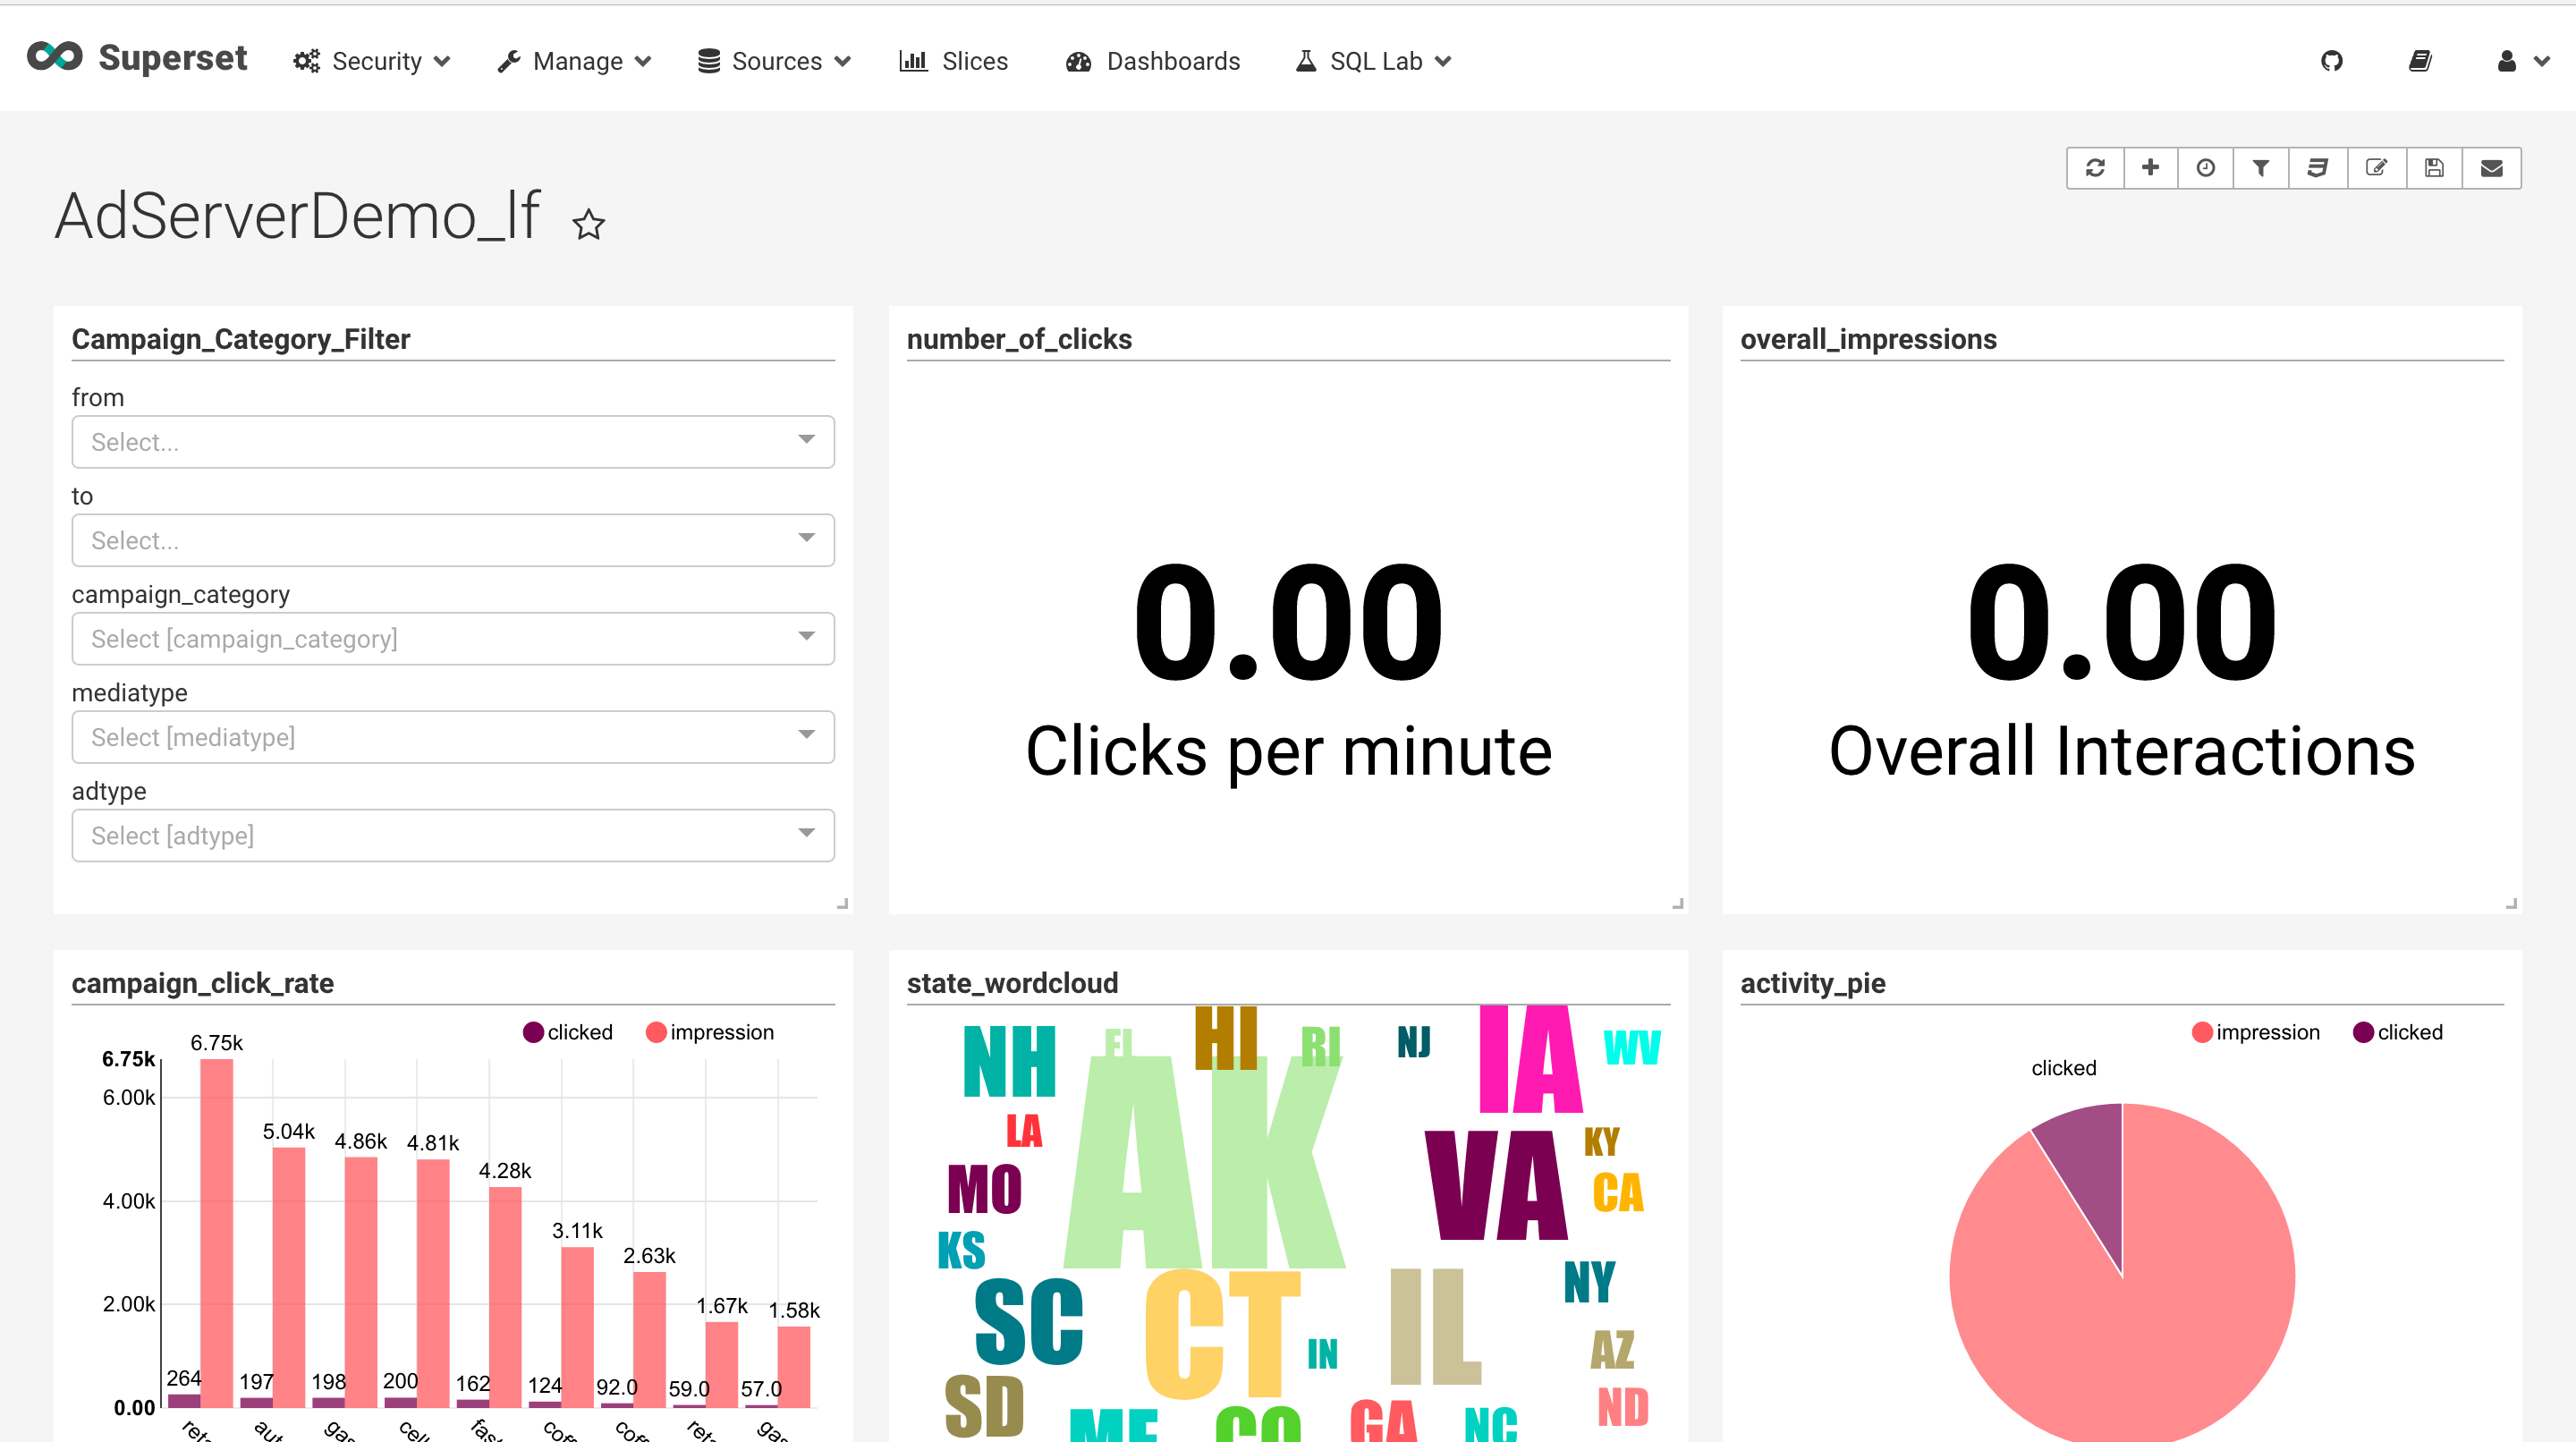 Superset Security Manage Sources Slices Dashboards SQL Lab
AdServerDemo_lf
Campaign_Category_Filter
from
Select...
to
Select...
campaign_category
Select [campaign_category]
mediatype
Select [mediatype]
adtype
Select [adtype]
number_of_clicks
0.00
Clicks per minute
overall_impressions
0.00
Overall Interactions
campaign_click_rate
clicked impression
6.75k
6.00k
4.00k
2.00k
0.00
6.75k
5.04k
4.86k
4.81k
4.28k
3.11k
2.63k
1.67k
1.58k
264
197
198
200
162
124
92.0
59.0
57.0
state_wordcloud
NH
HI
RI
NJ
IA
WV
LA
AK
VA
KY
MO
CA
KS
SC
CT
IN
IL
NY
AZ
SD
ND
CO
GA
NC
activity_pie
impression clicked
clicked